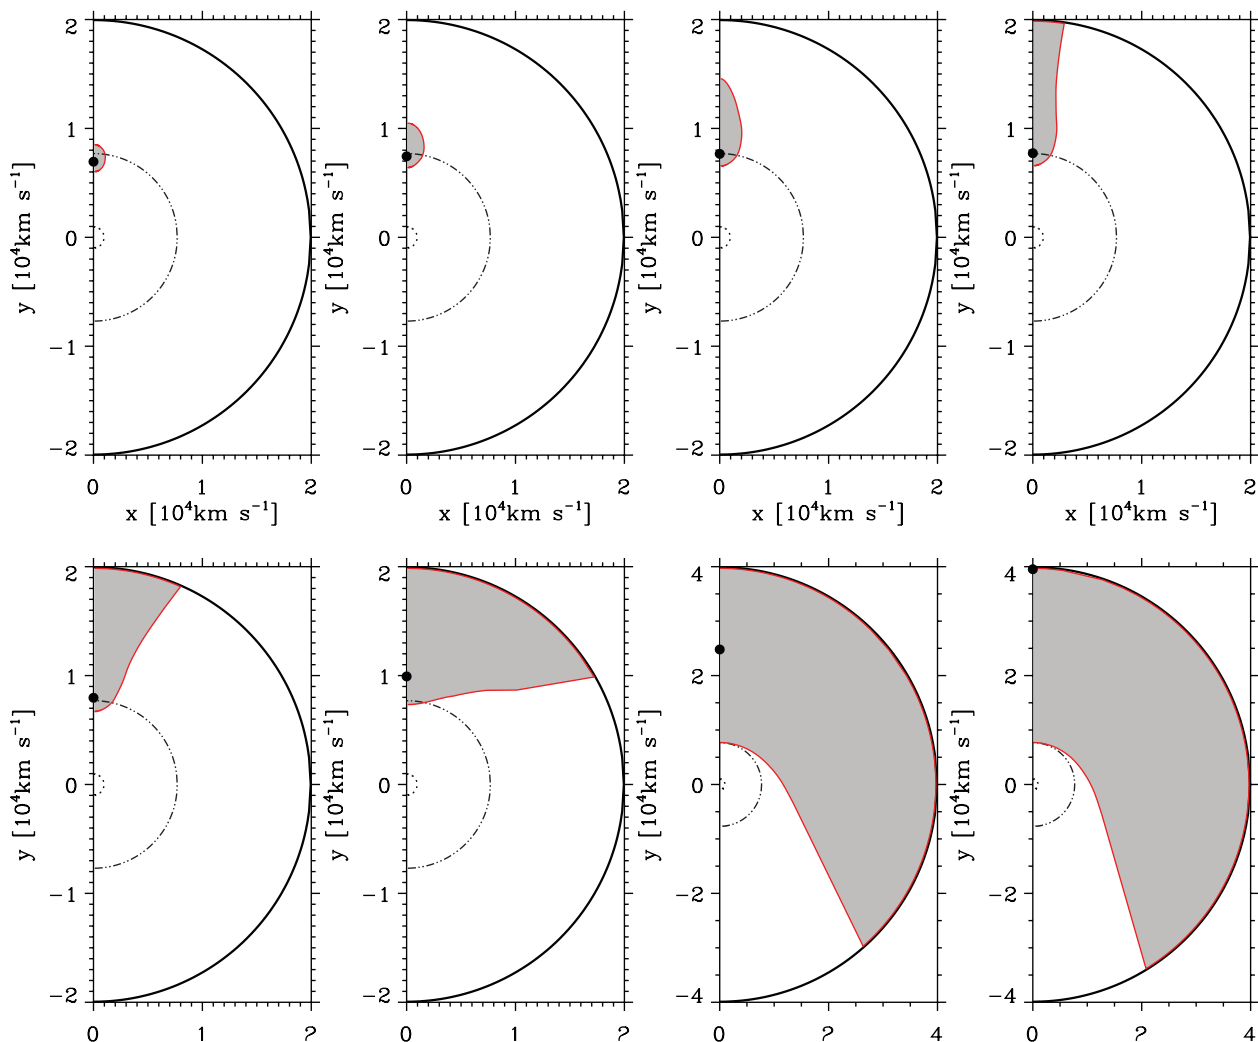 2 2 2 2
1 1 1 1
y [10⁴km s⁻¹] y [10⁴km s⁻¹] y [10⁴km s⁻¹] y [10⁴km s⁻¹]
0 0 0 0
−1 −1 −1 −1
−2 −2 −2 −2
0 1 2 0 1 2 0 1 2 0 1 2
x [10⁴km s⁻¹] x [10⁴km s⁻¹] x [10⁴km s⁻¹] x [10⁴km s⁻¹]
2 2 4 4
1 1 2 2
y [10⁴km s⁻¹] y [10⁴km s⁻¹] y [10⁴km s⁻¹] y [10⁴km s⁻¹]
0 0 0 0
−1 −1 −2 −2
−2 −2 −4 −4
0 1 2 0 1 2 0 2 4 0 2 4